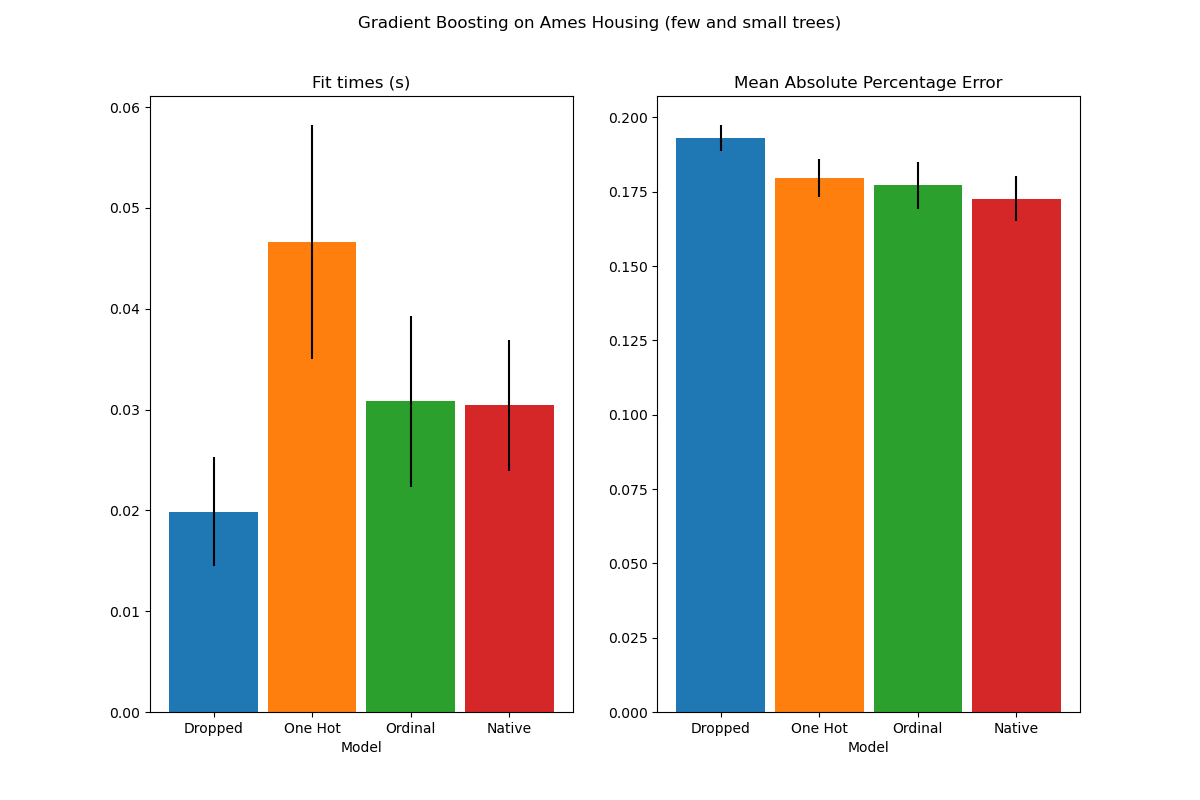 Gradient Boosting on Ames Housing (few and small trees)
Fit times (s)
0.06
0.05
0.04
0.03
0.02
0.01
0.00
Dropped One Hot Ordinal Native
Model
Mean Absolute Percentage Error
0.200
0.175
0.150
0.125
0.100
0.075
0.050
0.025
0.000
Dropped One Hot Ordinal Native
Model